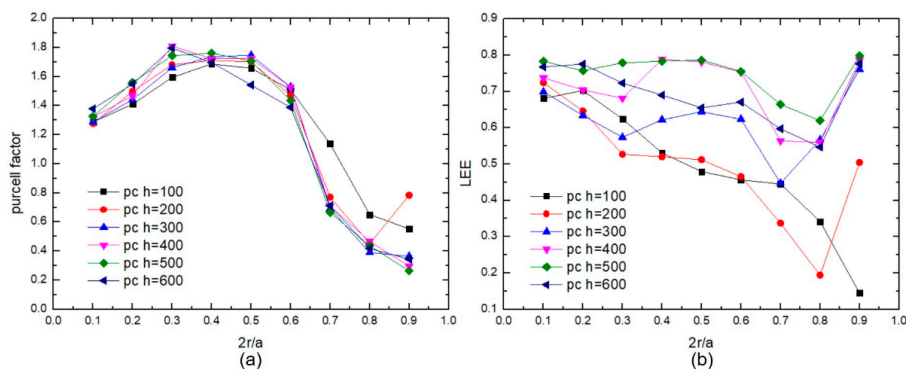 2.0
1.8
1.6
1.4
1.2
1.0
0.8
0.6
0.4
0.2
0.0
purcell factor
pc h=100
pc h=200
pc h=300
pc h=400
pc h=500
pc h=600
0.0 0.1 0.2 0.3 0.4 0.5 0.6 0.7 0.8 0.9 1.0
2r/a
(a)
0.9
0.8
0.7
0.6
0.5
0.4
0.3
0.2
0.1
LEE
pc h=100
pc h=200
pc h=300
pc h=400
pc h=500
pc h=600
0.0 0.1 0.2 0.3 0.4 0.5 0.6 0.7 0.8 0.9 1.0
2r/a
(b)